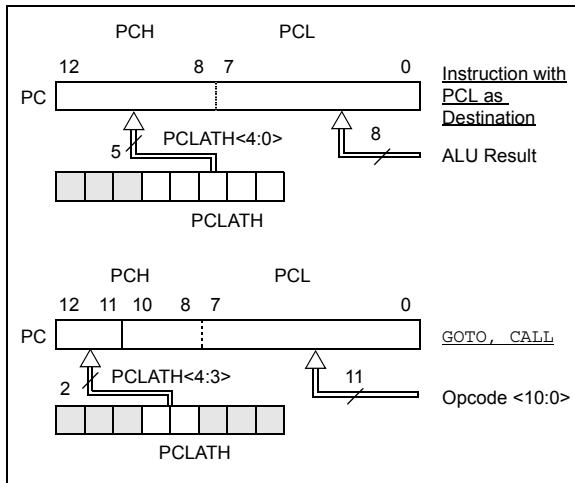 PCH PCL
12 8 7 0
PC
Instruction with
PCL as
Destination
5
PCLATH<4:0>
8
ALU Result
PCLATH
PCH PCL
12 11 10 8 7 0
PC
GOTO, CALL
2
PCLATH<4:3>
11
Opcode <10:0>
PCLATH